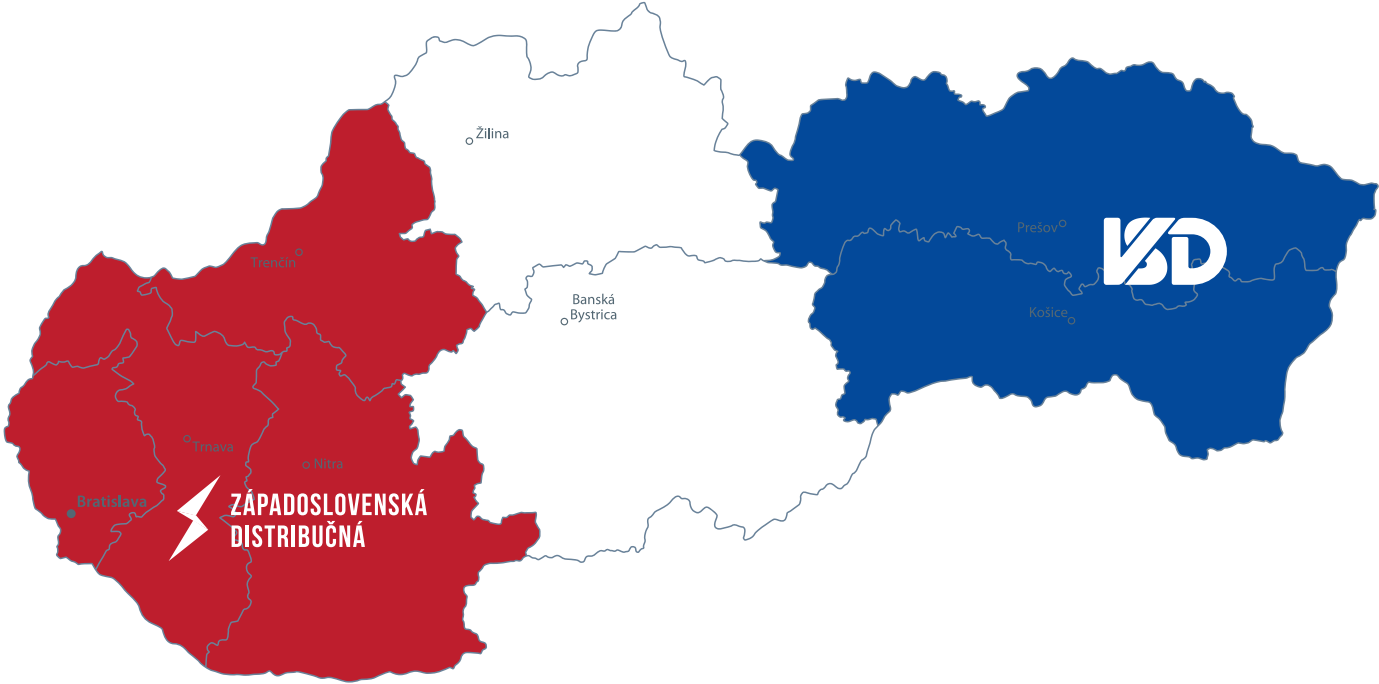 Žilina
Prešov
VSD
Trenčín
Banská
Bystrica
Košice
Trnava
Nitra
Bratislava
ZÁPADOSLOVENSKÁ
DISTRIBUČNÁ